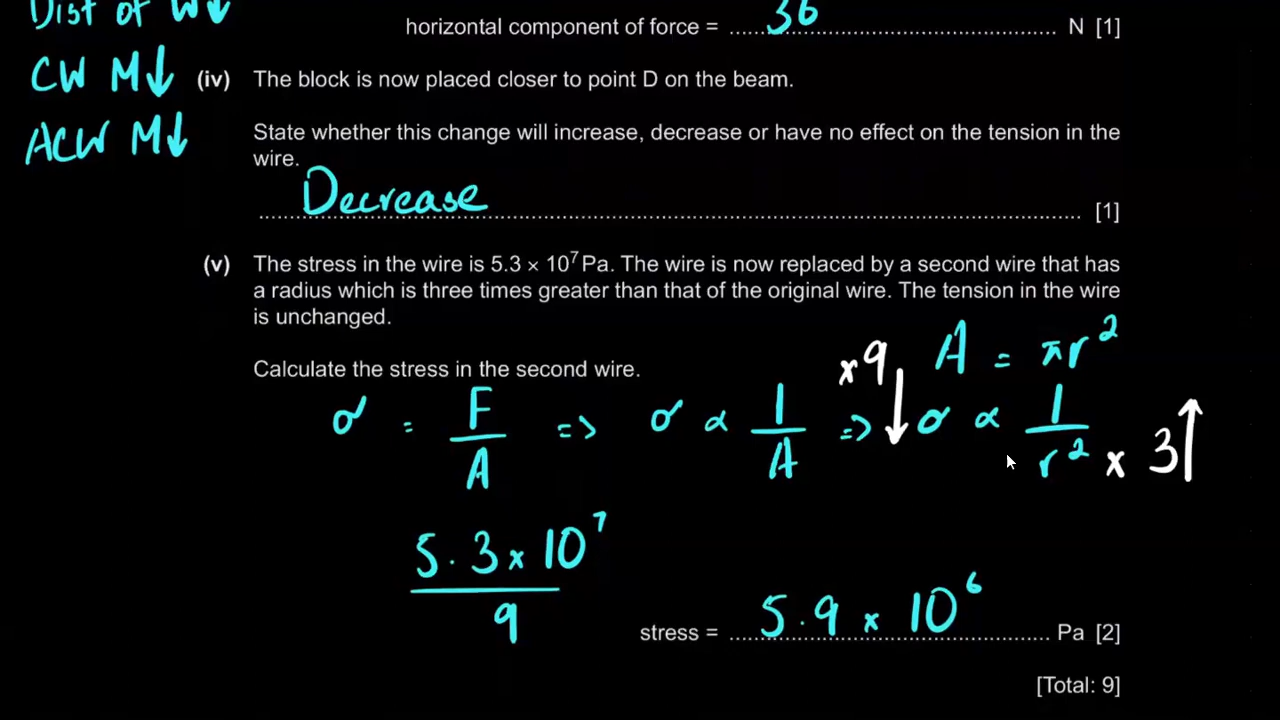 Dist of W↓
horizontal component of force = ...... 36 ...... N [1]
CW M↓
(iv) The block is now placed closer to point D on the beam.
ACW M↓
State whether this change will increase, decrease or have no effect on the tension in the
wire.
Decrease [1]
(v) The stress in the wire is 5.3 × 10⁷ Pa. The wire is now replaced by a second wire that has
a radius which is three times greater than that of the original wire. The tension in the wire
is unchanged.
Calculate the stress in the second wire.
A = πr²
σ = F/A => σ ∝ 1/A => ×9 ↓ σ ∝ 1/r² × 3 ↑
5.3 × 10⁷ / 9
stress = ...... 5.9 × 10⁶ ...... Pa [2]
[Total: 9]